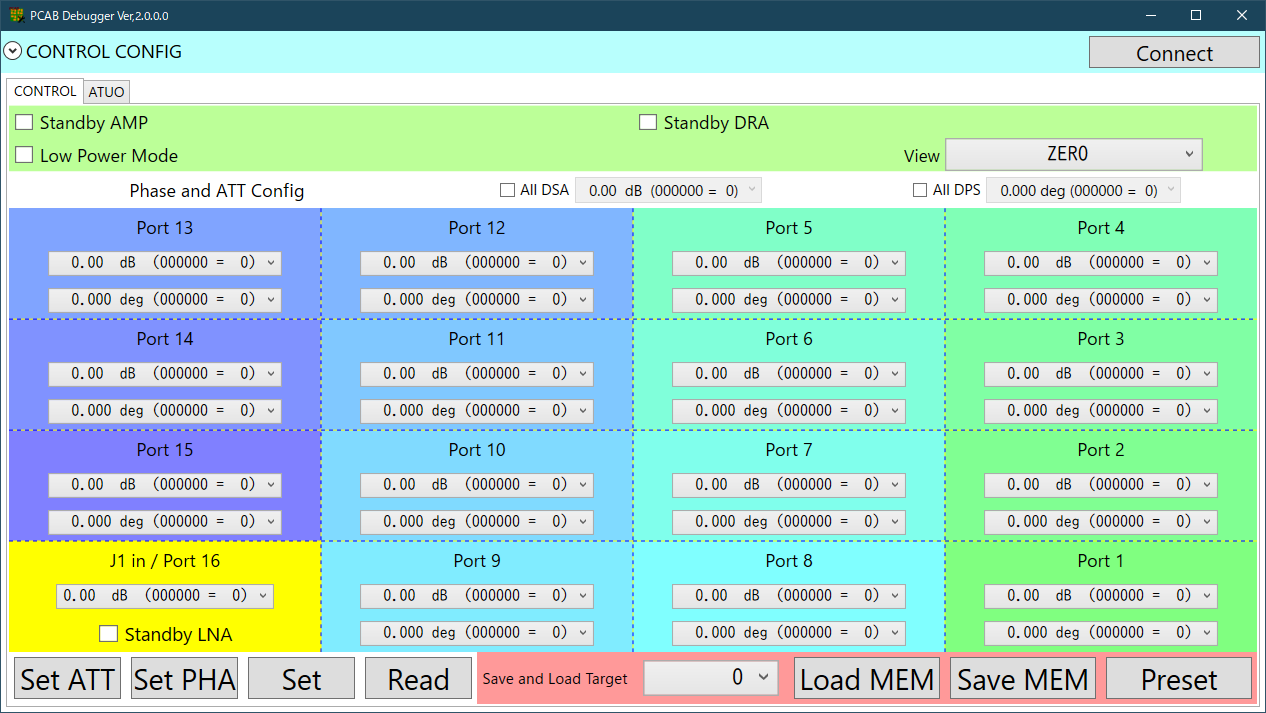 PCAB Debugger Ver,2.0.0.0
CONTROL CONFIG
Connect
CONTROL ATUO
Standby AMP Standby DRA
Low Power Mode View ZERO
Phase and ATT Config All DSA 0.00 dB (000000 = 0) All DPS 0.000 deg (000000 = 0)
Port 13 Port 12 Port 5 Port 4
0.00 dB (000000 = 0) 0.00 dB (000000 = 0) 0.00 dB (000000 = 0) 0.00 dB (000000 = 0)
0.000 deg (000000 = 0) 0.000 deg (000000 = 0) 0.000 deg (000000 = 0) 0.000 deg (000000 = 0)
Port 14 Port 11 Port 6 Port 3
0.00 dB (000000 = 0) 0.00 dB (000000 = 0) 0.00 dB (000000 = 0) 0.00 dB (000000 = 0)
0.000 deg (000000 = 0) 0.000 deg (000000 = 0) 0.000 deg (000000 = 0) 0.000 deg (000000 = 0)
Port 15 Port 10 Port 7 Port 2
0.00 dB (000000 = 0) 0.00 dB (000000 = 0) 0.00 dB (000000 = 0) 0.00 dB (000000 = 0)
0.000 deg (000000 = 0) 0.000 deg (000000 = 0) 0.000 deg (000000 = 0) 0.000 deg (000000 = 0)
J1 in / Port 16 Port 9 Port 8 Port 1
0.00 dB (000000 = 0) 0.00 dB (000000 = 0) 0.00 dB (000000 = 0) 0.00 dB (000000 = 0)
Standby LNA 0.000 deg (000000 = 0) 0.000 deg (000000 = 0) 0.000 deg (000000 = 0)
Set ATT Set PHA Set Read Save and Load Target 0 Load MEM Save MEM Preset